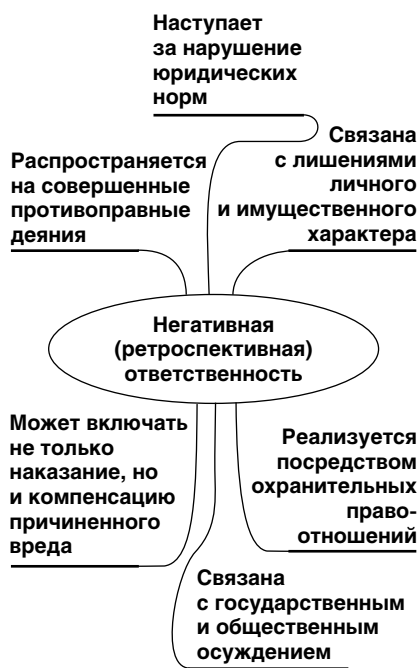 Наступает
за нарушение
юридических
норм
Распространяется
на совершенные
противоправные
деяния
Связана
с лишениями
личного
и имущественного
характера
Негативная
(ретроспективная)
ответственность
Может включать
не только
наказание, но
и компенсацию
причиненного
вреда
Реализуется
посредством
охранительных
право-
отношений
Связана
с государственным
и общественным
осуждением